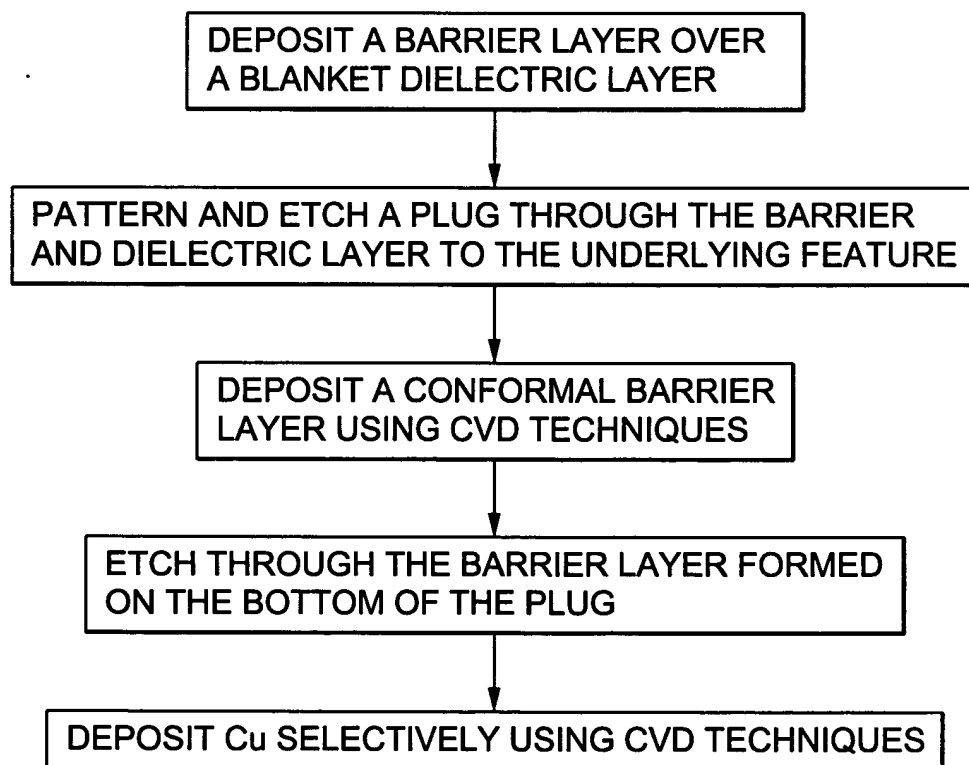 DEPOSIT A BARRIER LAYER OVER
A BLANKET DIELECTRIC LAYER
PATTERN AND ETCH A PLUG THROUGH THE BARRIER
AND DIELECTRIC LAYER TO THE UNDERLYING FEATURE
DEPOSIT A CONFORMAL BARRIER
LAYER USING CVD TECHNIQUES
ETCH THROUGH THE BARRIER LAYER FORMED
ON THE BOTTOM OF THE PLUG
DEPOSIT Cu SELECTIVELY USING CVD TECHNIQUES